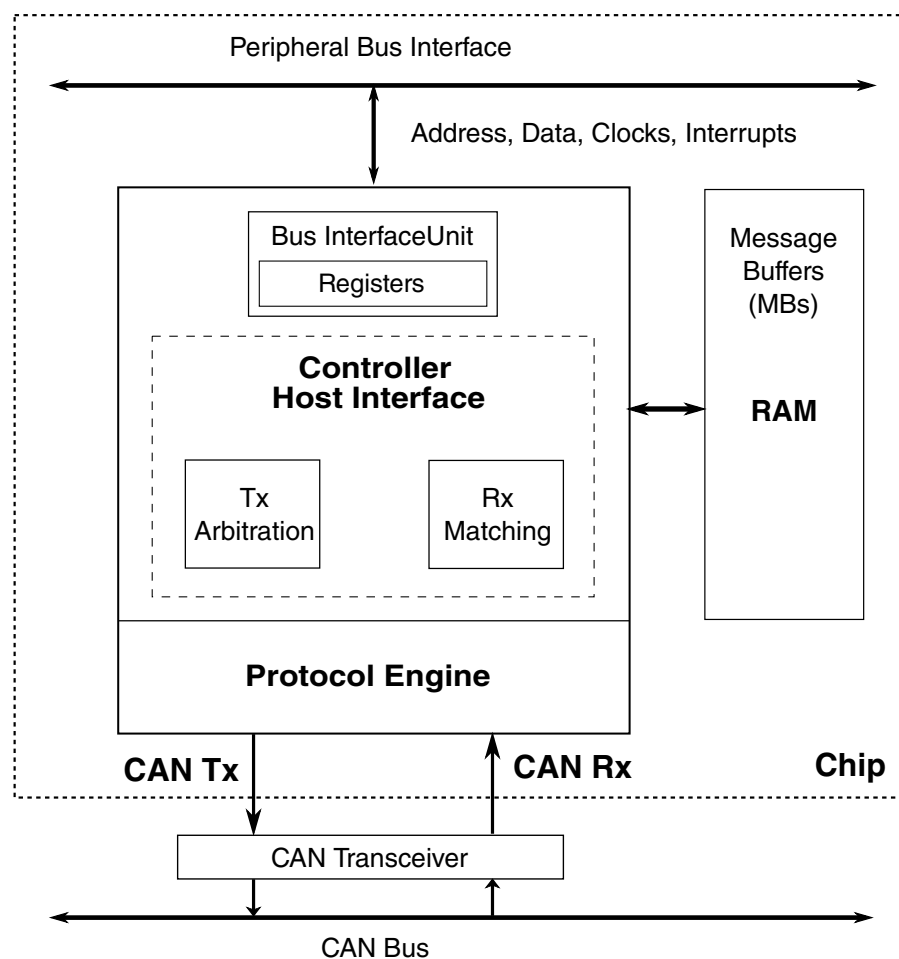 Peripheral Bus Interface
Address, Data, Clocks, Interrupts
Bus InterfaceUnit
Registers
Message
Buffers
(MBs)
Controller
Host Interface
RAM
Tx
Arbitration
Rx
Matching
Protocol Engine
CAN Tx
CAN Rx
Chip
CAN Transceiver
CAN Bus